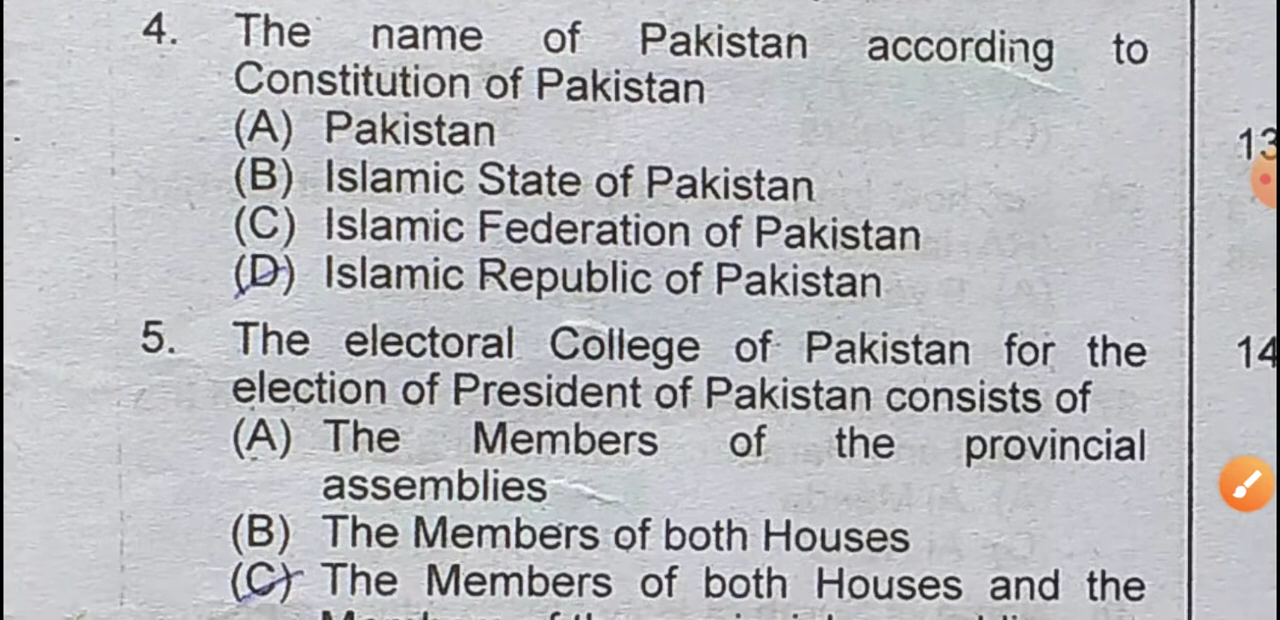 4. The name of Pakistan according to
Constitution of Pakistan
(A) Pakistan
(B) Islamic State of Pakistan
(C) Islamic Federation of Pakistan
(D) Islamic Republic of Pakistan
5. The electoral College of Pakistan for the
election of President of Pakistan consists of
(A) The Members of the provincial
assemblies
(B) The Members of both Houses
(C) The Members of both Houses and the
13
14